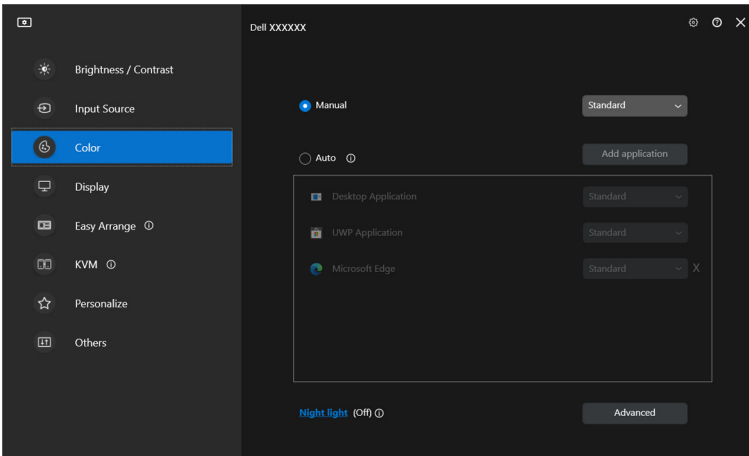 Dell XXXXXX
Brightness / Contrast
Input Source
Color
Display
Easy Arrange
KVM
Personalize
Others
Manual
Standard
Auto
Add application
Desktop Application
Standard
UWP Application
Standard
Microsoft Edge
Standard
X
Night light (Off)
Advanced